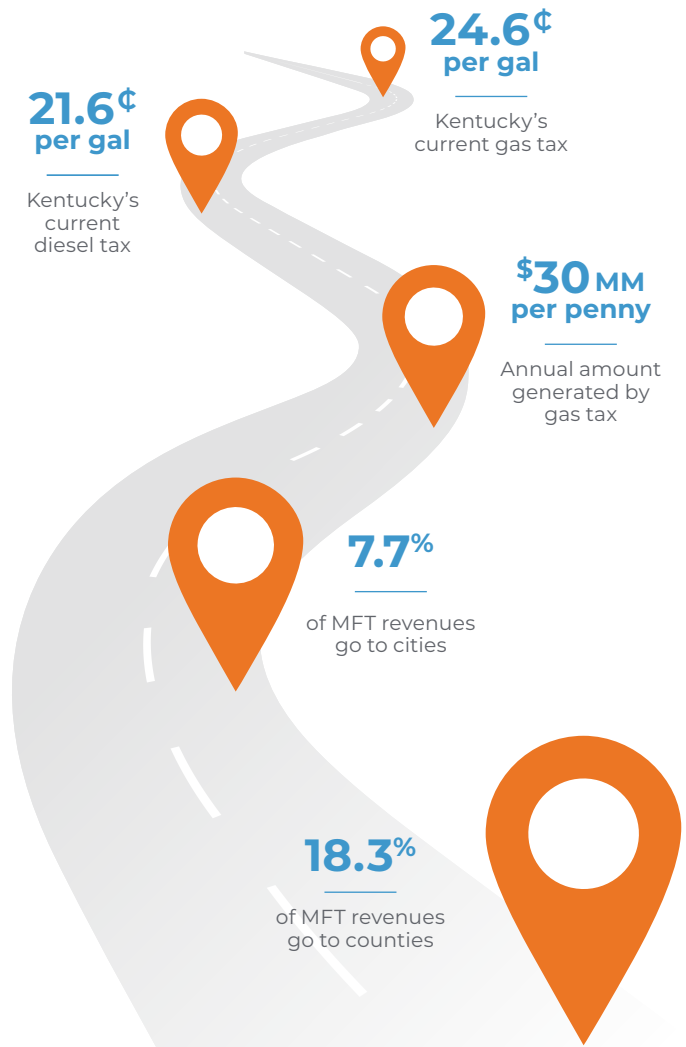 24.6¢
per gal
Kentucky’s
current gas tax
21.6¢
per gal
Kentucky’s
current
diesel tax
$30 MM
per penny
Annual amount
generated by
gas tax
7.7%
of MFT revenues
go to cities
18.3%
of MFT revenues
go to counties